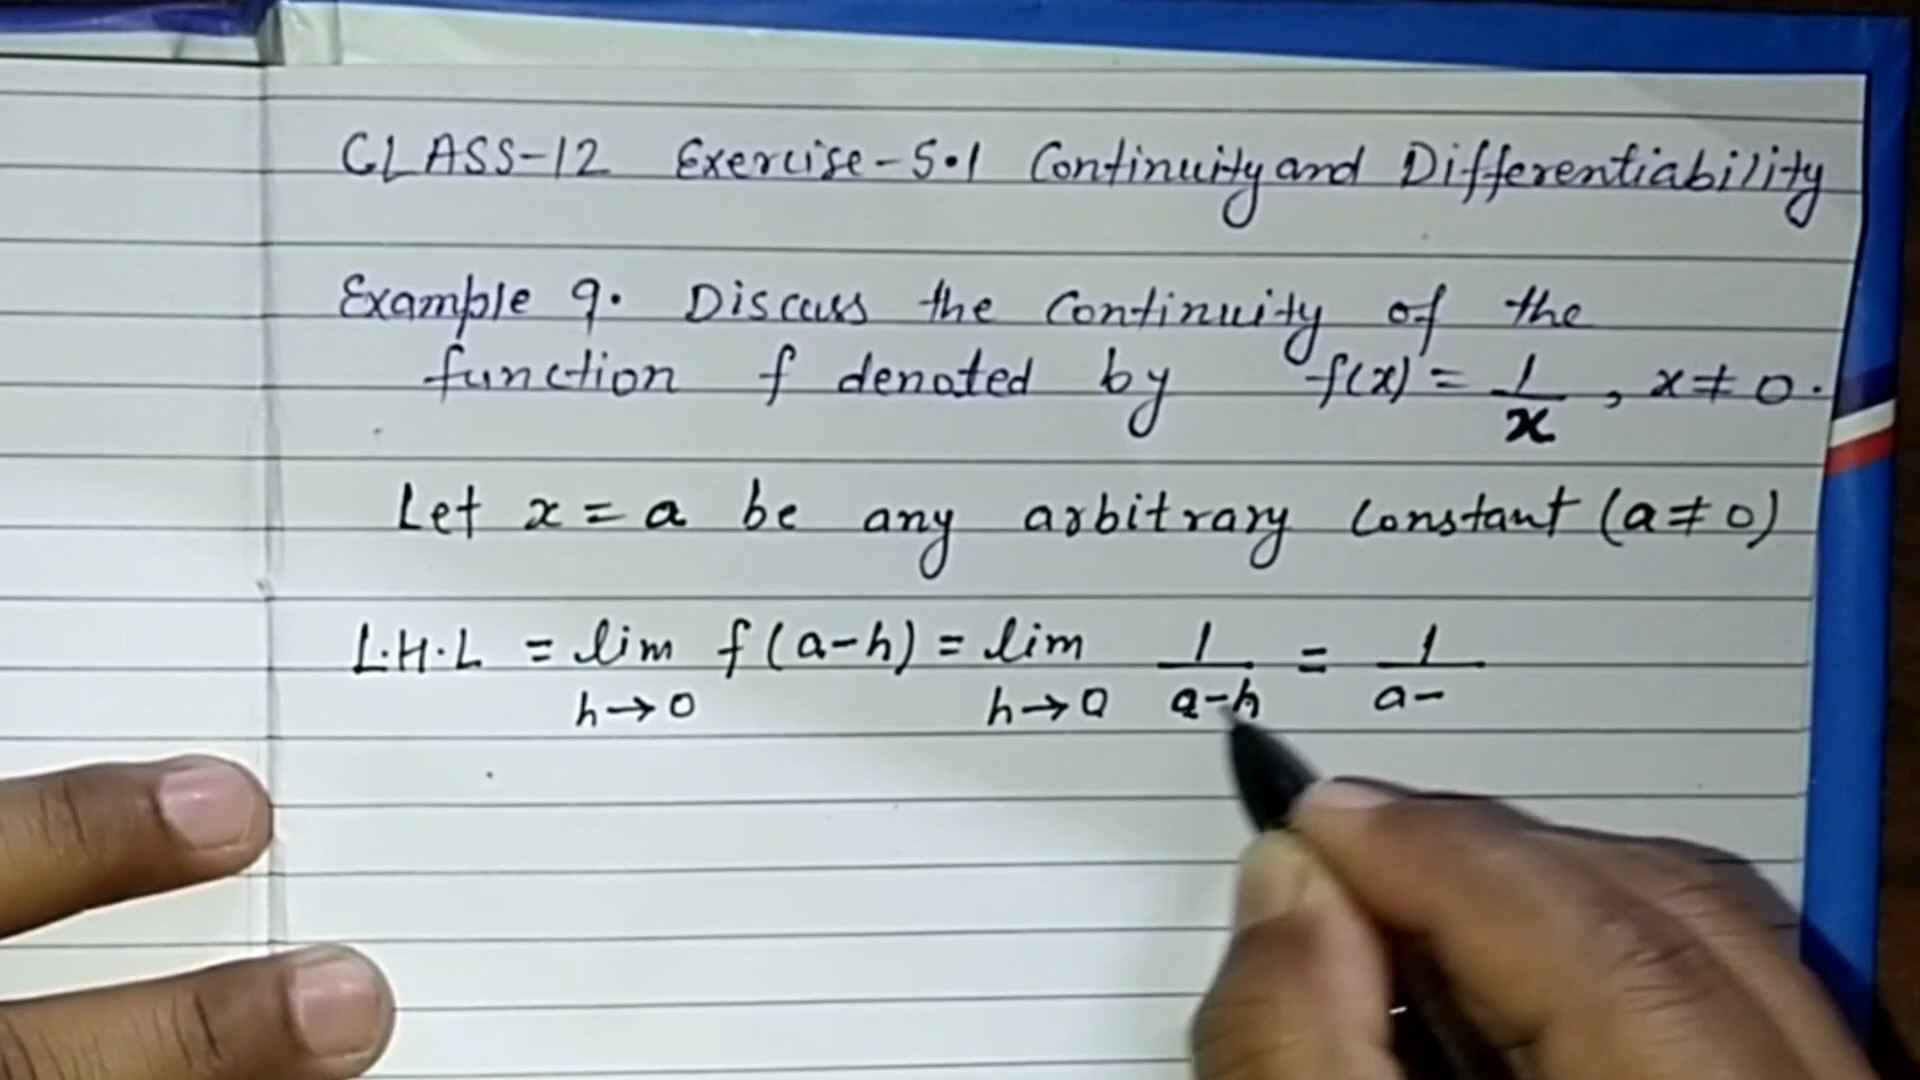 CLASS-12 Exercise-5.1 Continuity and Differentiability
Example 9. Discuss the Continuity of the
function f denoted by f(x) = 1/x, x ≠ 0.
Let x = a be any arbitrary constant (a ≠ 0)
L.H.L = lim f(a-h) = lim 1/(a-h) = 1/(a-
h→0 h→0